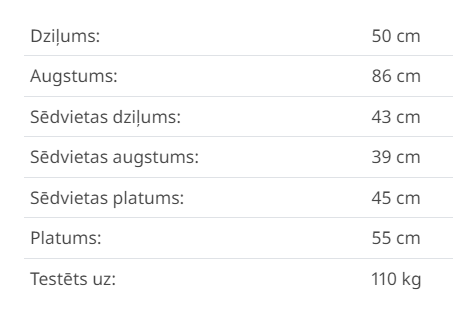 Dziļums: 50 cm
Augstums: 86 cm
Sēdvietas dziļums: 43 cm
Sēdvietas augstums: 39 cm
Sēdvietas platums: 45 cm
Platums: 55 cm
Testēts uz: 110 kg